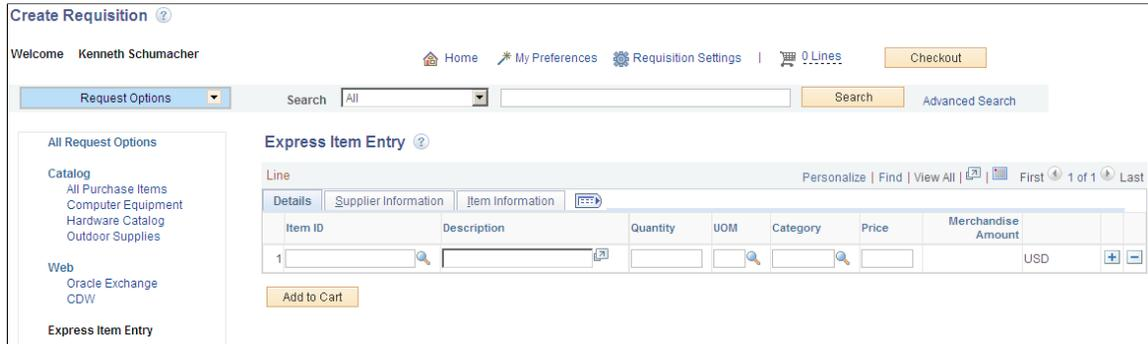 Create Requisition ?
Welcome Kenneth Schumacher
Home My Preferences Requisition Settings | 0 Lines Checkout
Request Options
Search All Search Advanced Search
All Request Options
Catalog
All Purchase Items
Computer Equipment
Hardware Catalog
Outdoor Supplies
Web
Oracle Exchange
CDW
Express Item Entry
Express Item Entry ?
Line Personalize | Find | View All | | First 1 of 1 Last
Details Supplier Information Item Information
Item ID Description Quantity UOM Category Price Merchandise Amount
1 USD + -
Add to Cart